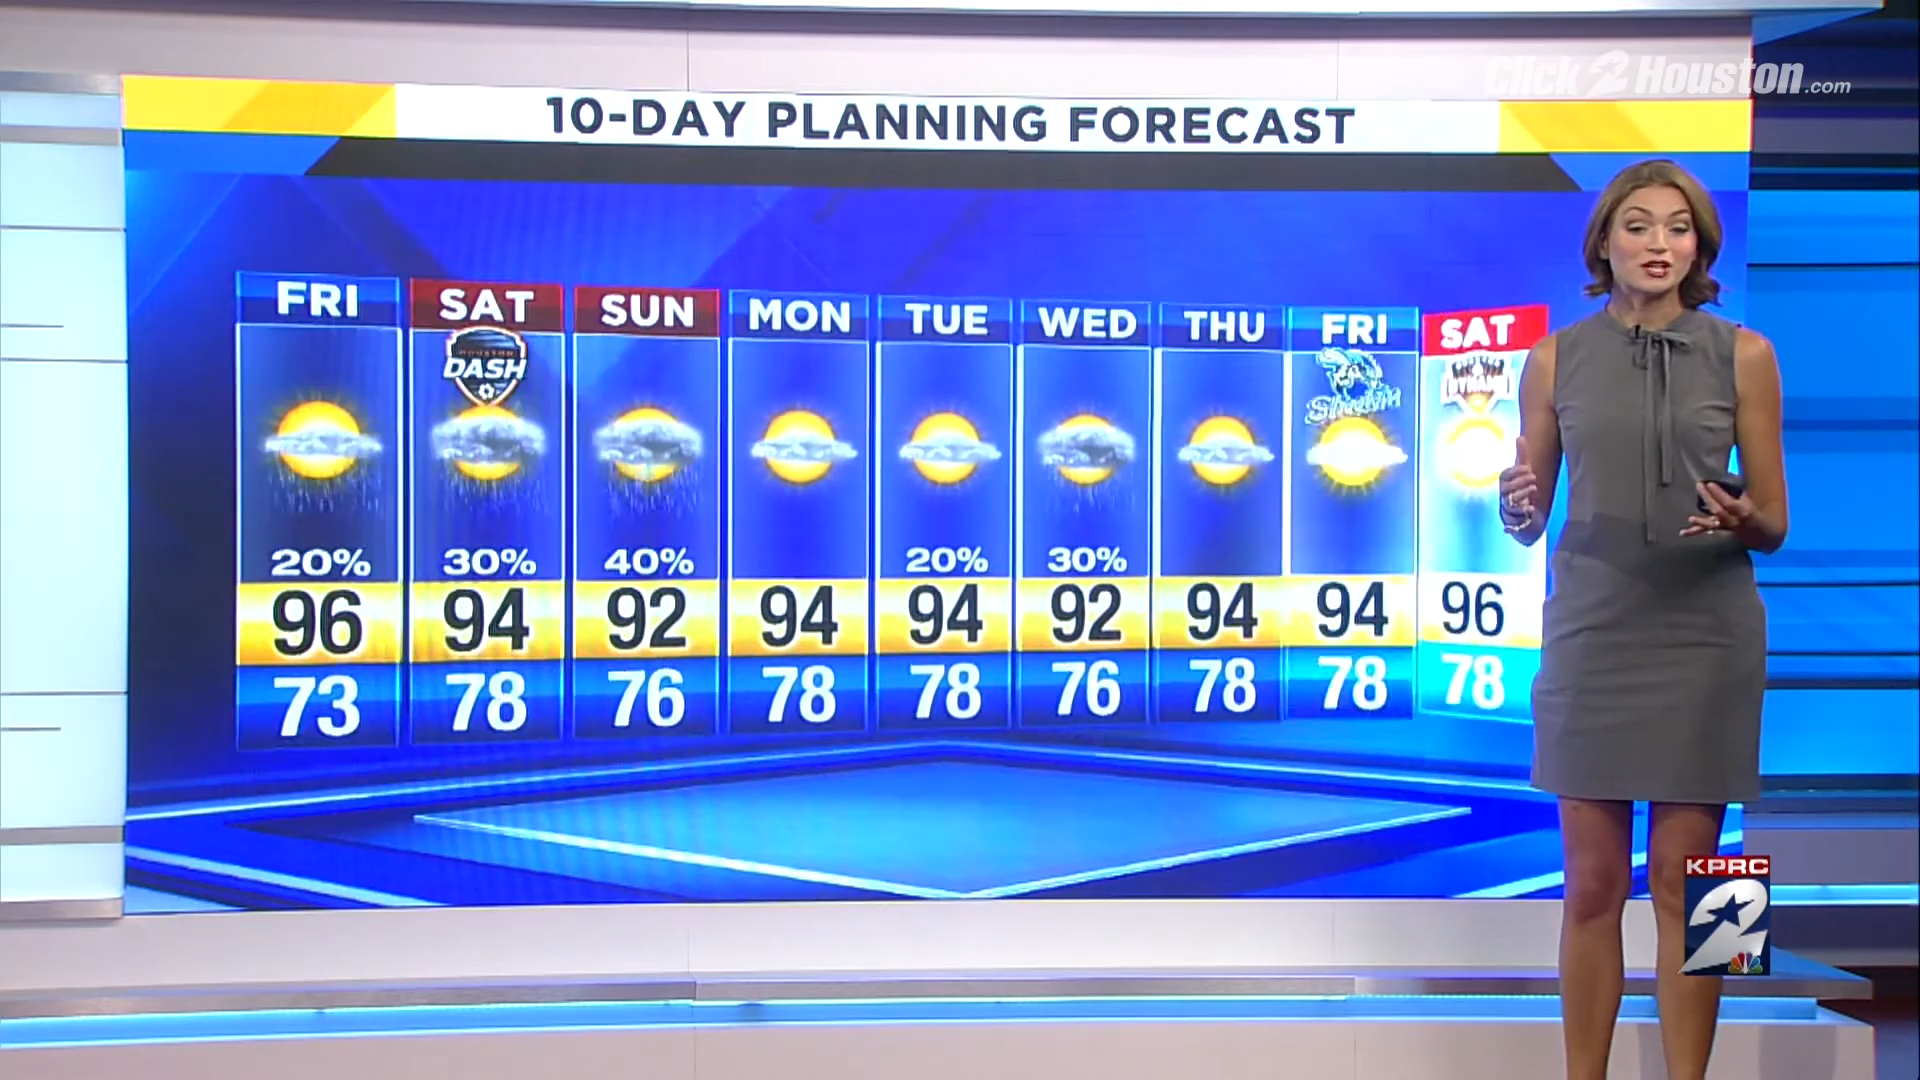 Click2Houston.com
10-DAY PLANNING FORECAST
FRI SAT SUN MON TUE WED THU FRI SAT
HOUSTON
DASH
20% 30% 40% 20% 30%
96 94 92 94 94 92 94 94 96
73 78 76 78 78 76 78 78 78
KPRC
2